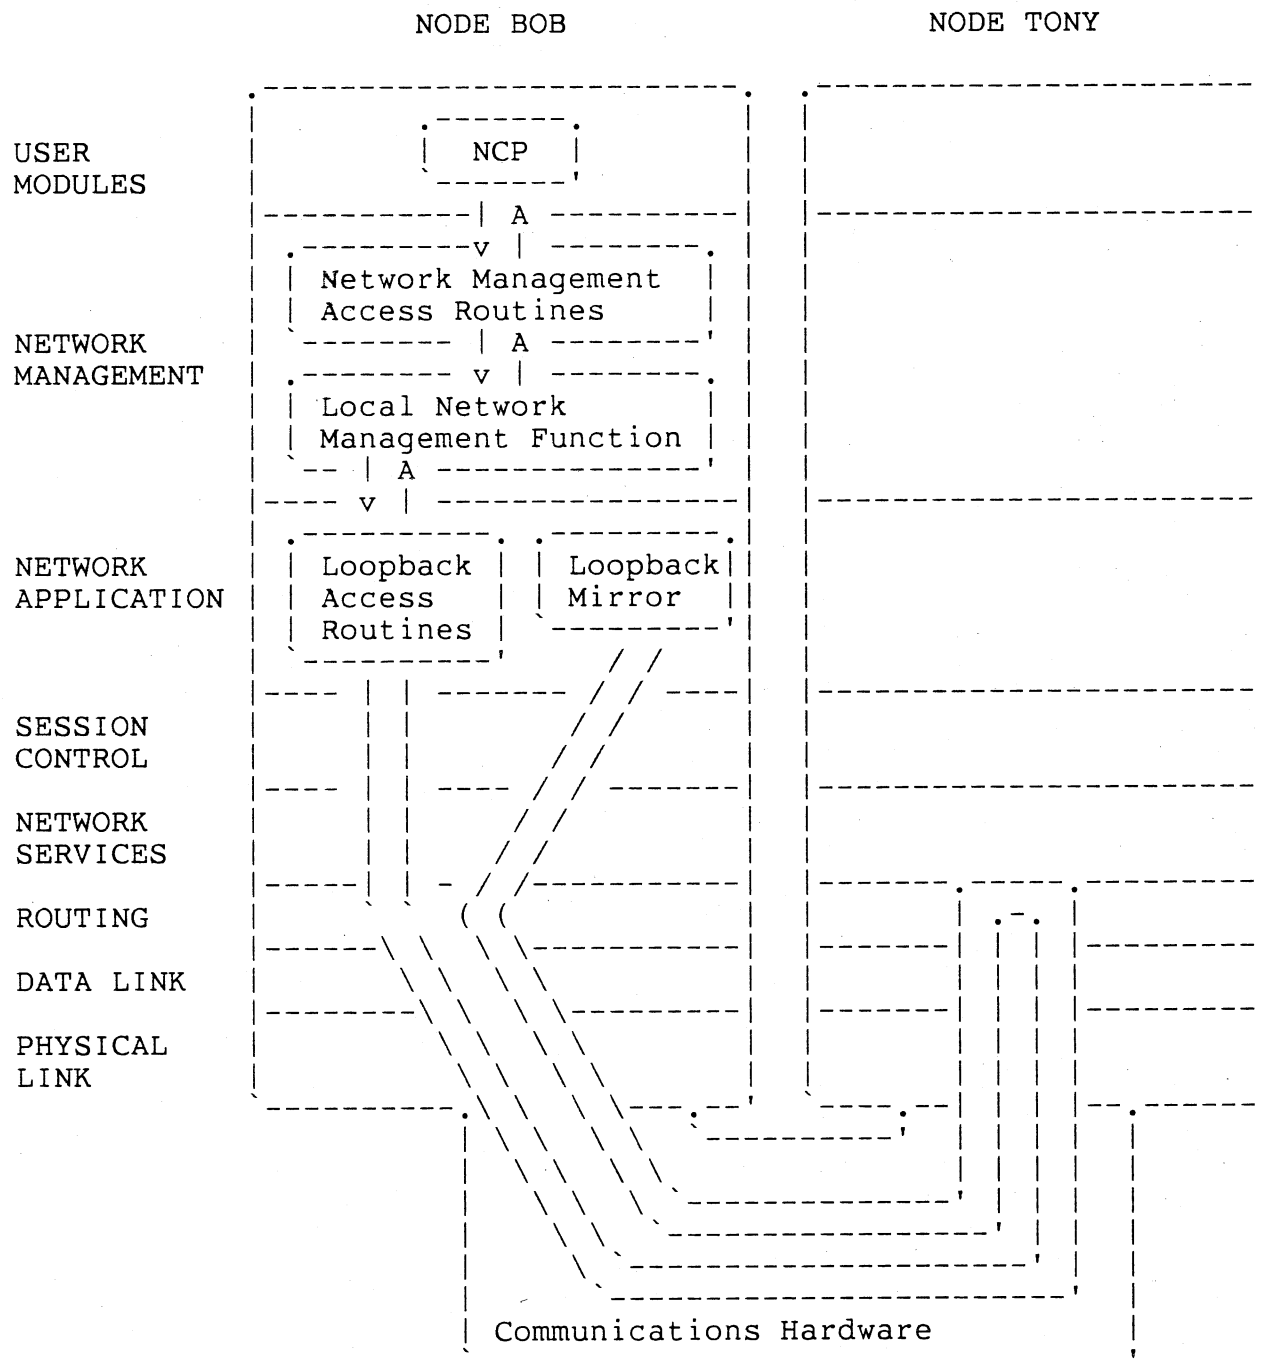 NODE BOB
NODE TONY
USER
MODULES
NCP
NETWORK
MANAGEMENT
Network Management
Access Routines
Local Network
Management Function
NETWORK
APPLICATION
Loopback
Access
Routines
Loopback
Mirror
SESSION
CONTROL
NETWORK
SERVICES
ROUTING
DATA LINK
PHYSICAL
LINK
Communications Hardware